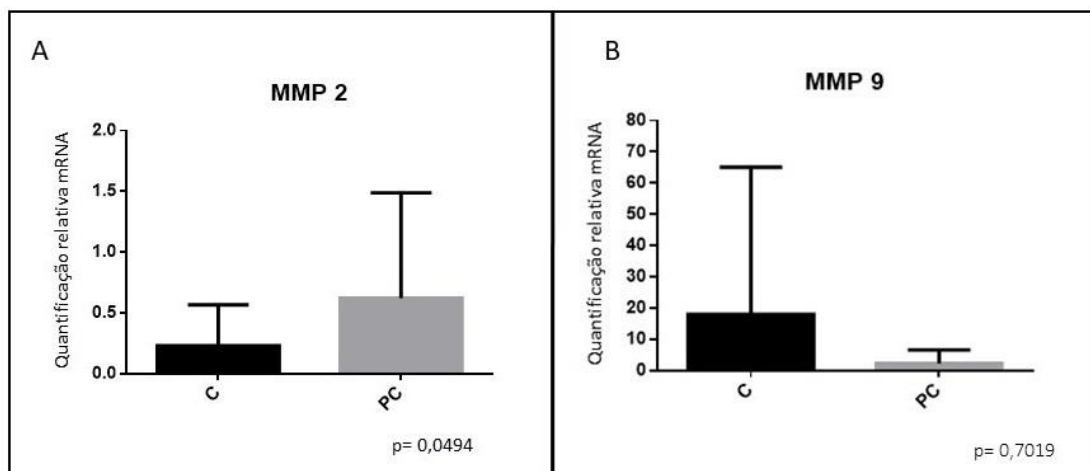 A
MMP 2
Quantificação relativa mRNA
2.0
1.5
1.0
0.5
0.0
C
PC
p= 0,0494
B
MMP 9
Quantificação relativa mRNA
80
70
60
50
40
30
20
10
0
C
PC
p= 0,7019